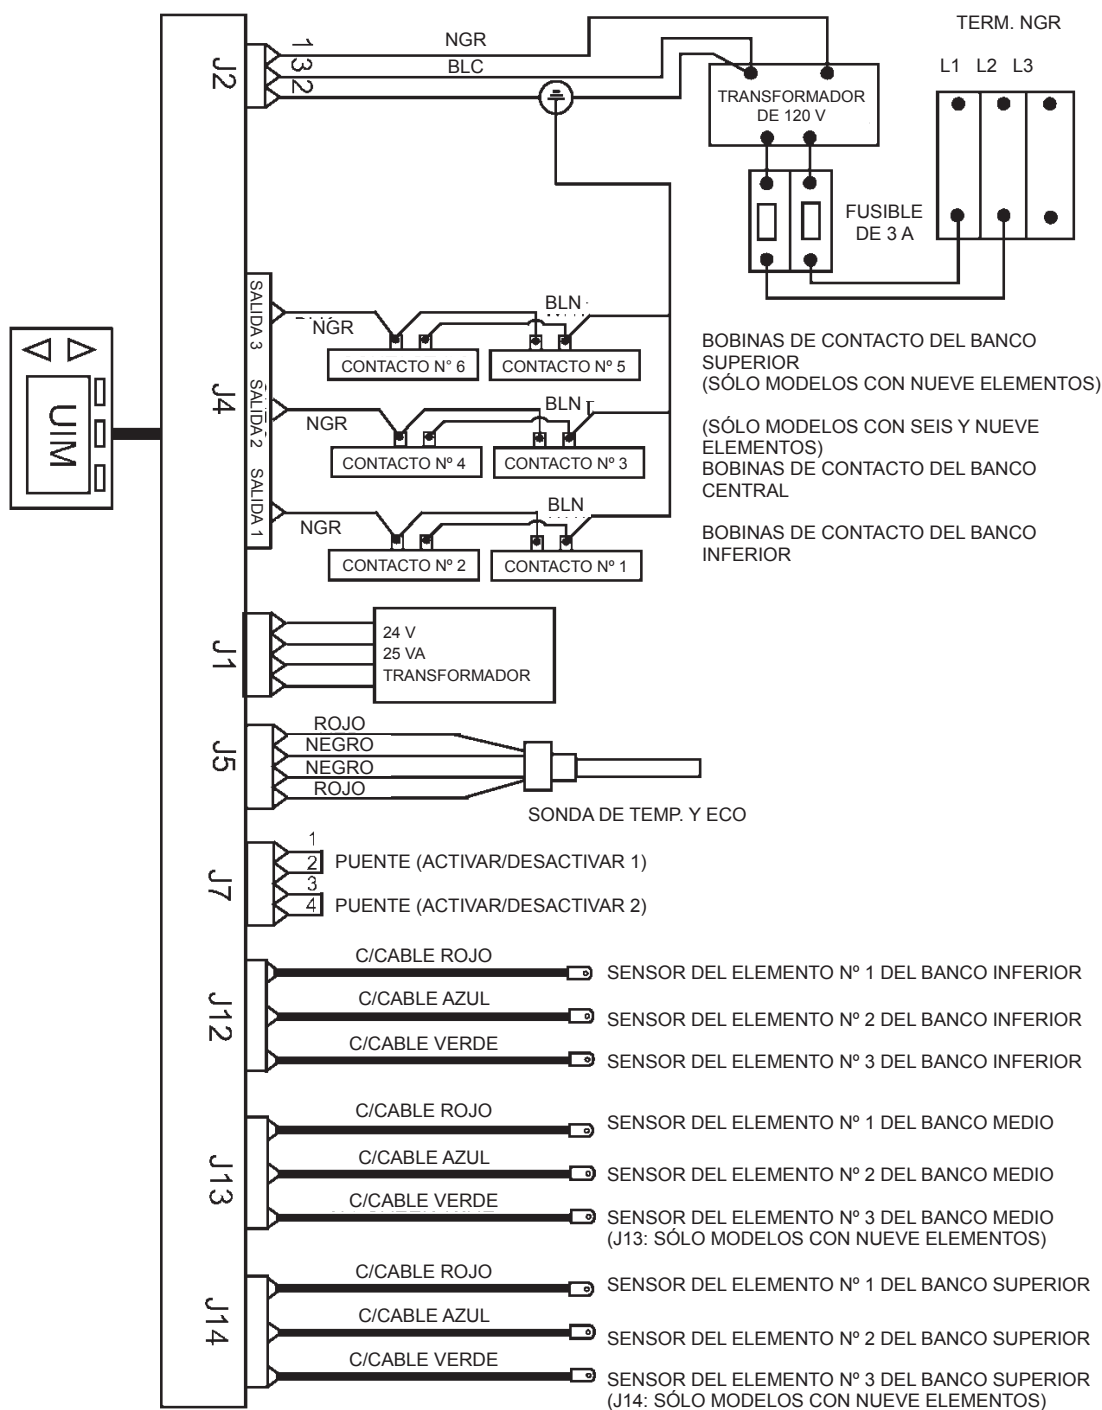 TERM. NGR
L1 L2 L3
J2
1
3
2
NGR
BLC
TRANSFORMADOR
DE 120 V
FUSIBLE
DE 3 A
UIM
J4
SALIDA 3
SALIDA 2
SALIDA 1
NGR
BLN
CONTACTO N° 6
CONTACTO Nº 5
NGR
BLN
CONTACTO Nº 4
CONTACTO Nº 3
NGR
BLN
CONTACTO Nº 2
CONTACTO Nº 1
BOBINAS DE CONTACTO DEL BANCO
SUPERIOR
(SÓLO MODELOS CON NUEVE ELEMENTOS)
(SÓLO MODELOS CON SEIS Y NUEVE
ELEMENTOS)
BOBINAS DE CONTACTO DEL BANCO
CENTRAL
BOBINAS DE CONTACTO DEL BANCO
INFERIOR
J1
24 V
25 VA
TRANSFORMADOR
J5
ROJO
NEGRO
NEGRO
ROJO
SONDA DE TEMP. Y ECO
J7
1
2 PUENTE (ACTIVAR/DESACTIVAR 1)
3
4 PUENTE (ACTIVAR/DESACTIVAR 2)
J12
C/CABLE ROJO
SENSOR DEL ELEMENTO Nº 1 DEL BANCO INFERIOR
C/CABLE AZUL
SENSOR DEL ELEMENTO Nº 2 DEL BANCO INFERIOR
C/CABLE VERDE
SENSOR DEL ELEMENTO Nº 3 DEL BANCO INFERIOR
J13
C/CABLE ROJO
SENSOR DEL ELEMENTO Nº 1 DEL BANCO MEDIO
C/CABLE AZUL
SENSOR DEL ELEMENTO Nº 2 DEL BANCO MEDIO
C/CABLE VERDE
SENSOR DEL ELEMENTO Nº 3 DEL BANCO MEDIO
(J13: SÓLO MODELOS CON NUEVE ELEMENTOS)
J14
C/CABLE ROJO
SENSOR DEL ELEMENTO Nº 1 DEL BANCO SUPERIOR
C/CABLE AZUL
SENSOR DEL ELEMENTO Nº 2 DEL BANCO SUPERIOR
C/CABLE VERDE
SENSOR DEL ELEMENTO Nº 3 DEL BANCO SUPERIOR
(J14: SÓLO MODELOS CON NUEVE ELEMENTOS)